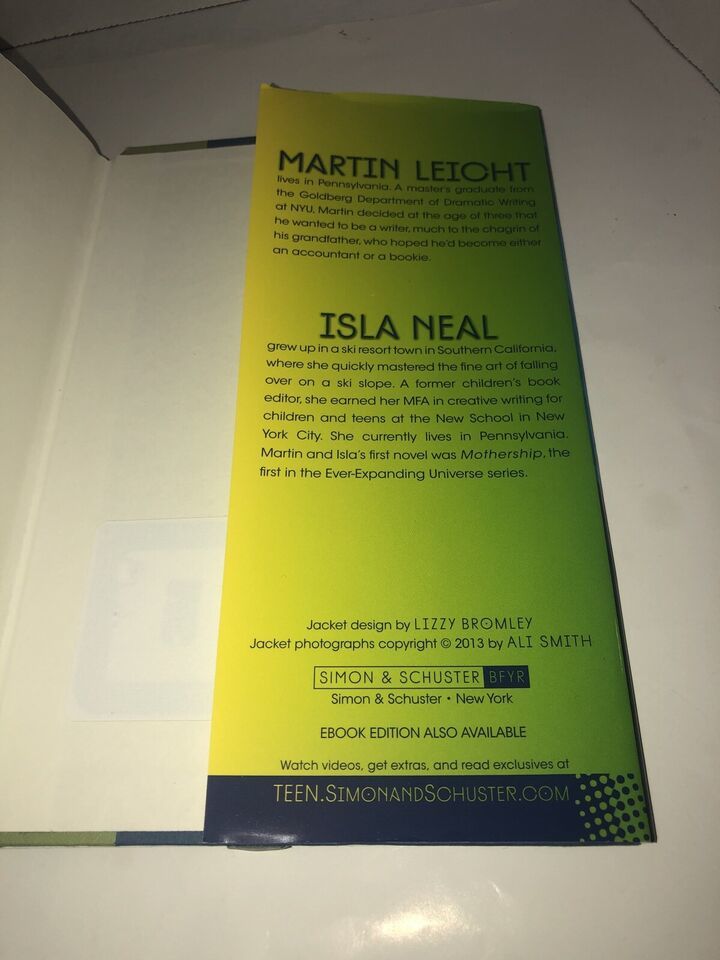 MARTIN LEICHT
lives in Pennsylvania. A master's graduate from
the Goldberg Department of Dramatic Writing
at NYU, Martin decided at the age of three that
he wanted to be a writer, much to the chagrin of
his grandfather, who hoped he'd become either
an accountant or a bookie.
ISLA NEAL
grew up in a ski resort town in Southern California,
where she quickly mastered the fine art of falling
over on a ski slope. A former children's book
editor, she earned her MFA in creative writing for
children and teens at the New School in New
York City. She currently lives in Pennsylvania.
Martin and Isla's first novel was Mothership, the
first in the Ever-Expanding Universe series.
Jacket design by LIZZY BROMLEY
Jacket photographs copyright © 2013 by ALI SMITH
SIMON & SCHUSTER BFYR
Simon & Schuster • New York
EBOOK EDITION ALSO AVAILABLE
Watch videos, get extras, and read exclusives at
TEEN.SIMONANDSCHUSTER.COM